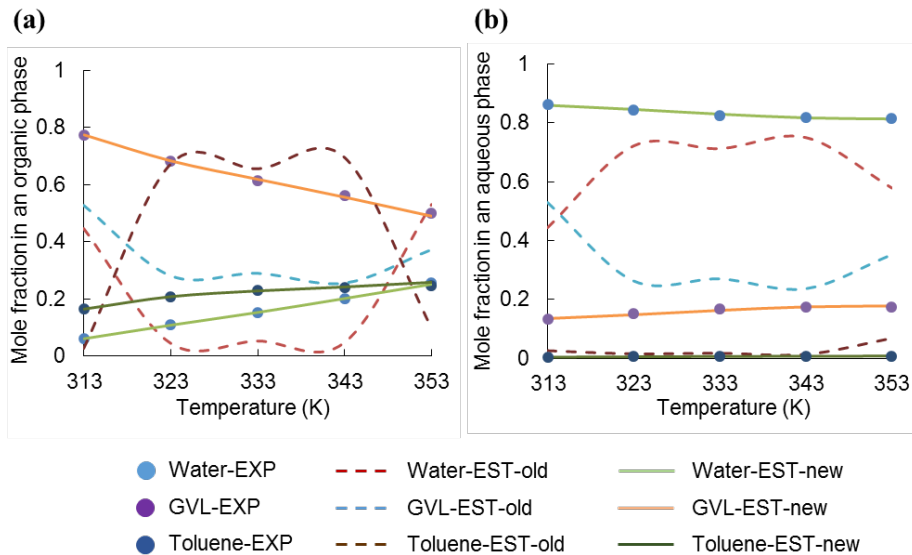 (a)
(b)
Mole fraction in an organic phase
1
0.8
0.6
0.4
0.2
0
313 323 333 343 353
Temperature (K)
Mole fraction in an aqueous phase
1
0.8
0.6
0.4
0.2
0
313 323 333 343 353
Temperature (K)
Water-EXP Water-EST-old Water-EST-new
GVL-EXP GVL-EST-old GVL-EST-new
Toluene-EXP Toluene-EST-old Toluene-EST-new